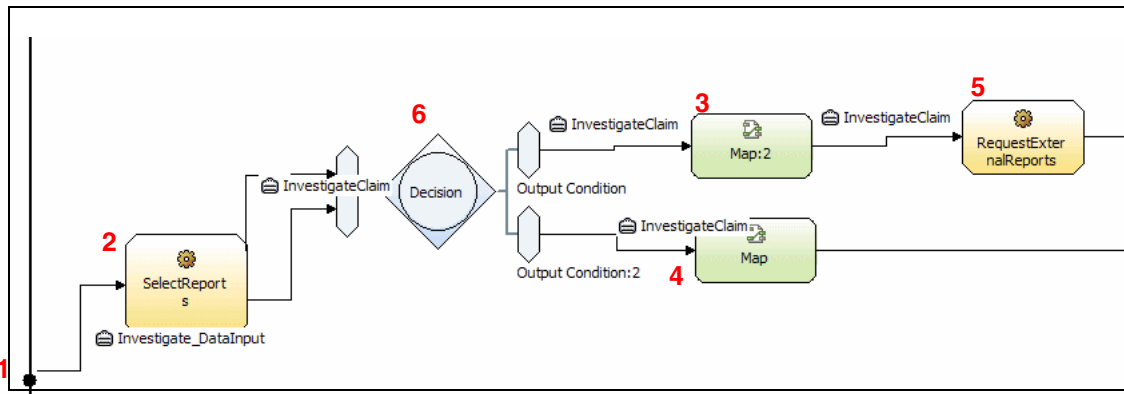 6
3
5
InvestigateClaim
InvestigateClaim
Map:2
RequestExter
nalReports
InvestigateClaim
Decision
Output Condition
2
InvestigateClaim
SelectReport
s
4
Map
Output Condition:2
Investigate_DataInput
1